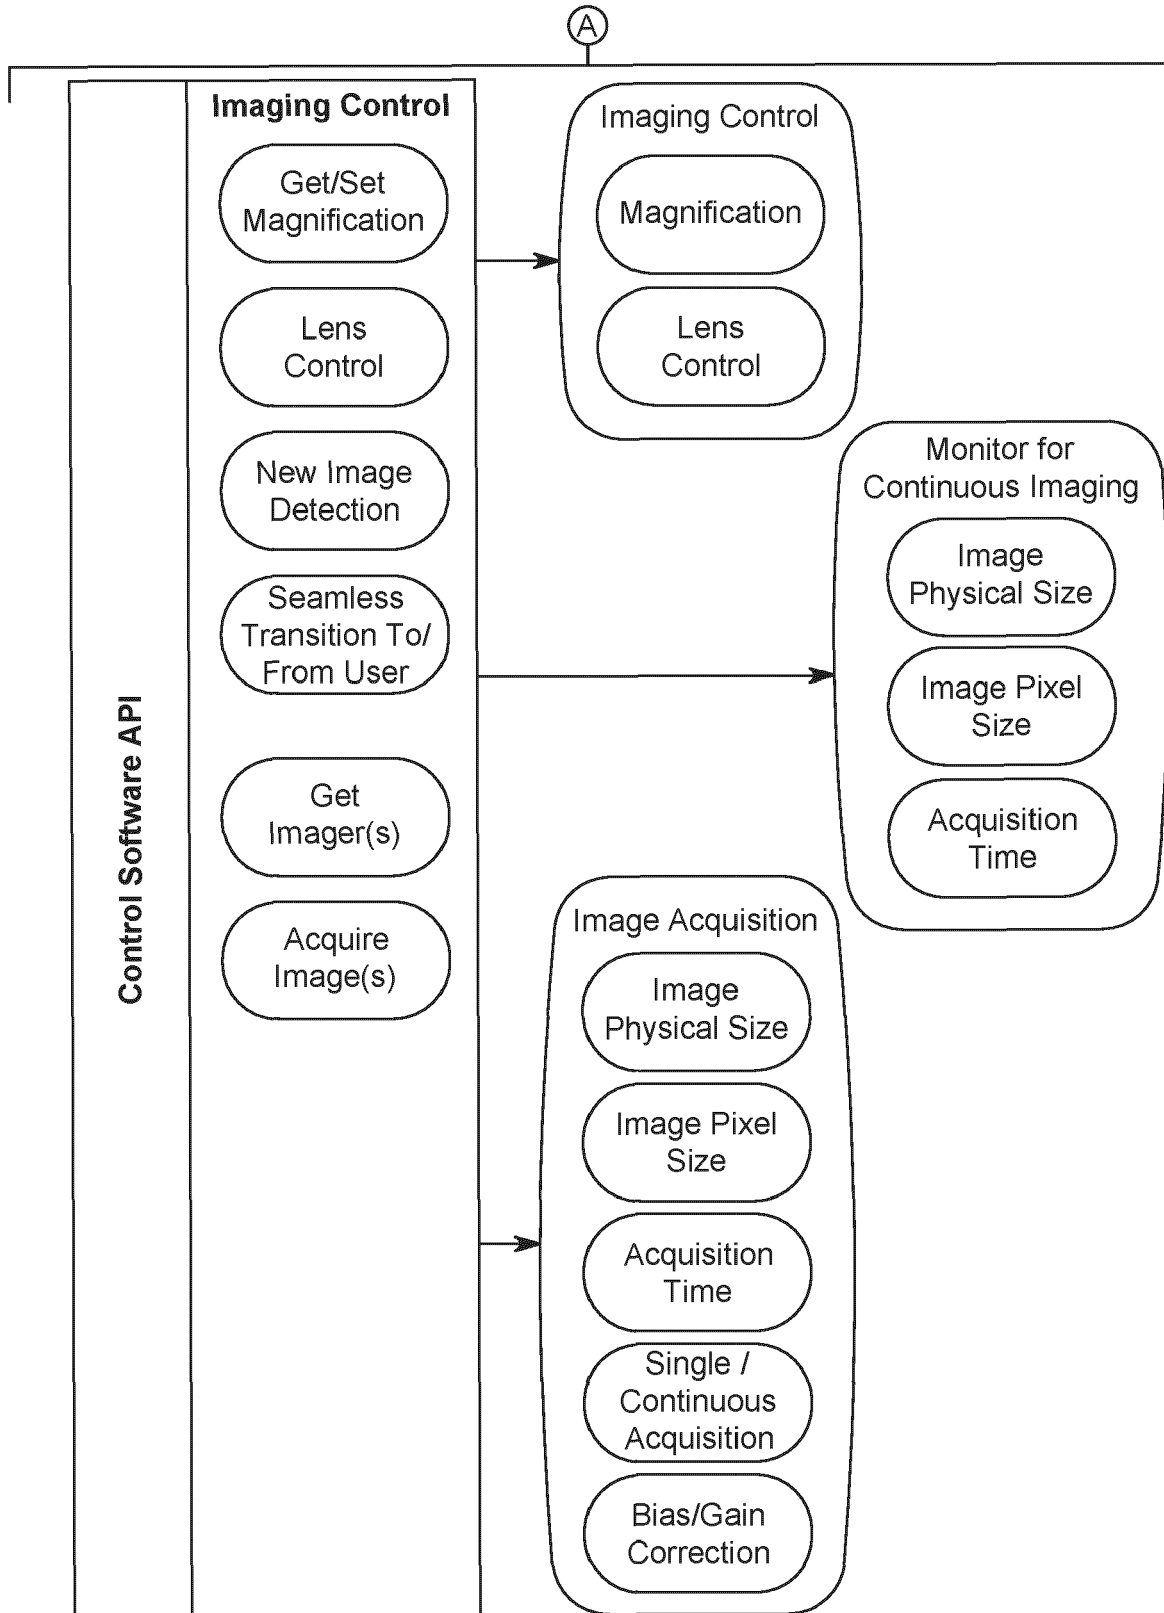 A
Control Software API
Imaging Control
Get/Set
Magnification
Lens
Control
New Image
Detection
Seamless
Transition To/
From User
Get
Imager(s)
Acquire
Image(s)
Imaging Control
Magnification
Lens
Control
Monitor for
Continuous Imaging
Image
Physical Size
Image Pixel
Size
Acquisition
Time
Image Acquisition
Image
Physical Size
Image Pixel
Size
Acquisition
Time
Single /
Continuous
Acquisition
Bias/Gain
Correction